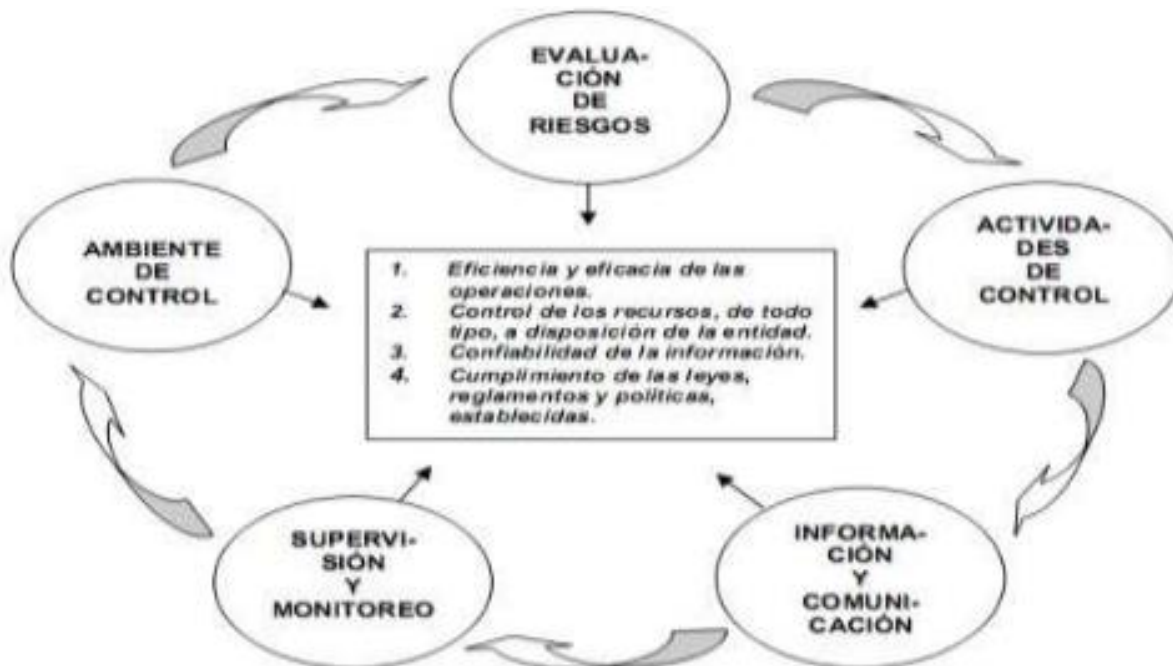 EVALUA-
CIÓN
DE
RIESGOS
AMBIENTE
DE
CONTROL
ACTIVIDA-
DES DE
CONTROL
1. Eficiencia y eficacia de las
operaciones.
2. Control de los recursos, de todo
tipo, a disposición de la entidad.
3. Confiabilidad de la información.
4. Cumplimiento de las leyes,
reglamentos y políticas,
establecidas.
SUPERVI-
SIÓN
Y
MONITOREO
INFORMA-
CIÓN
Y
COMUNI-
CACIÓN